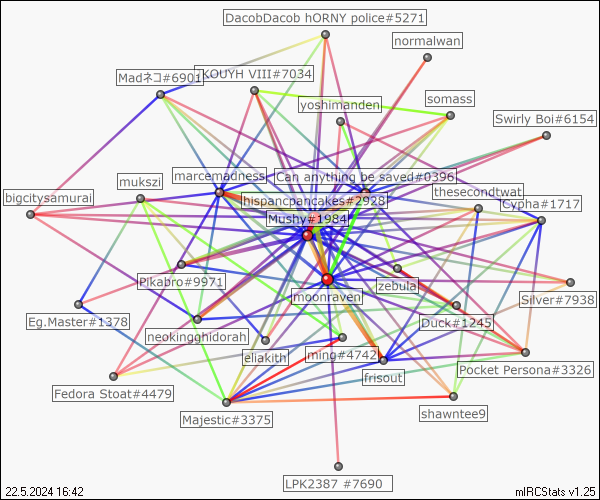 DacobDacob hORNY police#5271
normalwan
Madネコ#6901
KOUYH VIII#7034
yoshimanden
somass
Swirly Boi#6154
marcemadness
Can anything be saved#0396
mukszi
thesecondtwat
bigcitysamurai
hispancpancakes#2928
Cypha#1717
Mushy#1984
Pikabro#9971
zebula
moonraven
Silver#7938
Eg.Master#1378
Duck#1245
neokingghidorah
eliakith
ming#4742
frisout
Pocket Persona#3326
Fedora Stoat#4479
Majestic#3375
shawntee9
LPK2387 #7690
22.5.2024 16:42
mIRCStats v1.25